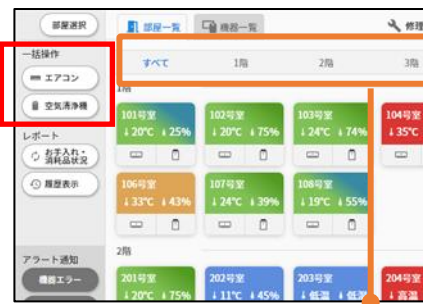 部屋選択
部屋一覧
機器一覧
修理
一括操作
すべて
1階
2階
3階
エアコン
空気清浄機
1階
101号室
102号室
103号室
104号室
20℃ 25%
20℃ 75%
24℃ 74%
35℃
レポート
お手入れ・
消耗品状況
履歴表示
106号室
107号室
108号室
33℃ 43%
24℃ 39%
19℃ 55%
2階
アラート通知
機器エラー
201号室
202号室
203号室
204号室
20℃ 75%
11℃ 45%
低温 低湿
高温